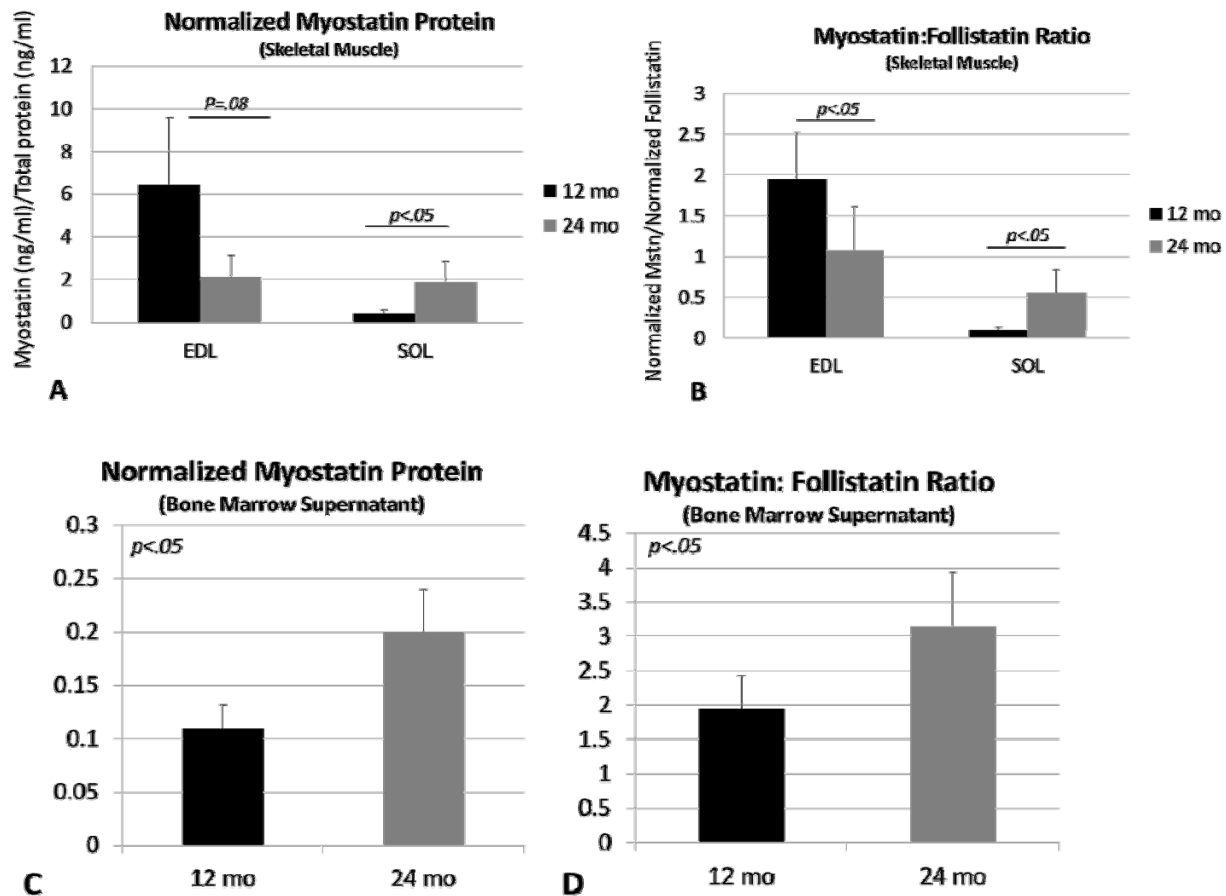 Normalized Myostatin Protein
(Skeletal Muscle)
Myostatin (ng/ml)/Total protein (ng/ml)
12
10
8
6
4
2
0
P=.08
p<.05
EDL
SOL
12 mo
24 mo
A
Myostatin:Follistatin Ratio
(Skeletal Muscle)
Normalized Mstn/Normalized Follistatin
3
2.5
2
1.5
1
0.5
0
p<.05
p<.05
EDL
SOL
12 mo
24 mo
B
Normalized Myostatin Protein
(Bone Marrow Supernatant)
0.3
0.25
0.2
0.15
0.1
0.05
0
p<.05
12 mo
24 mo
C
Myostatin: Follistatin Ratio
(Bone Marrow Supernatant)
4.5
4
3.5
3
2.5
2
1.5
1
0.5
0
p<.05
12 mo
24 mo
D